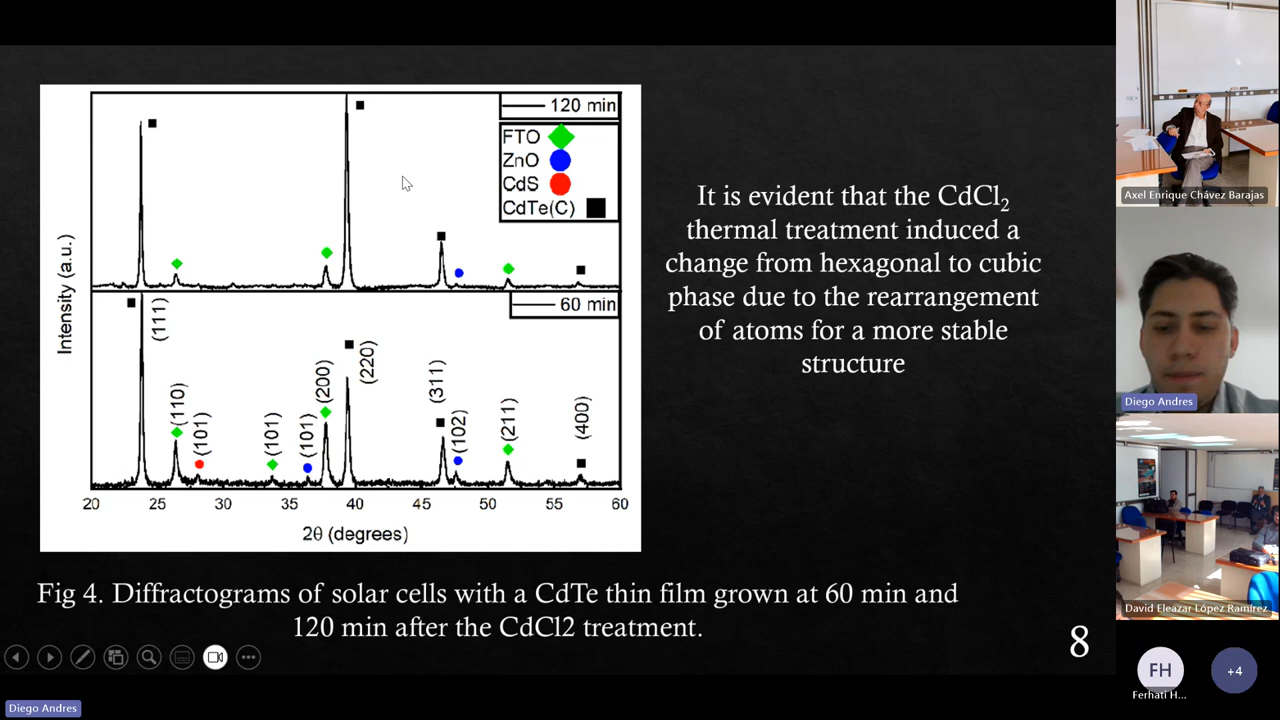 120 min
FTO
ZnO
CdS
CdTe(C)
60 min
Intensity (a.u.)
(111)
(110)
(101)
(101)
(101)
(200)
(220)
(311)
(102)
(211)
(400)
20 25 30 35 40 45 50 55 60
2θ (degrees)
It is evident that the CdCl₂
thermal treatment induced a
change from hexagonal to cubic
phase due to the rearrangement
of atoms for a more stable
structure
Fig 4. Diffractograms of solar cells with a CdTe thin film grown at 60 min and
120 min after the CdCl2 treatment.
8
Diego Andres
Axel Enrique Chávez Barajas
Diego Andres
David Eleazar López Ramírez
FH
Ferhati H...
+4